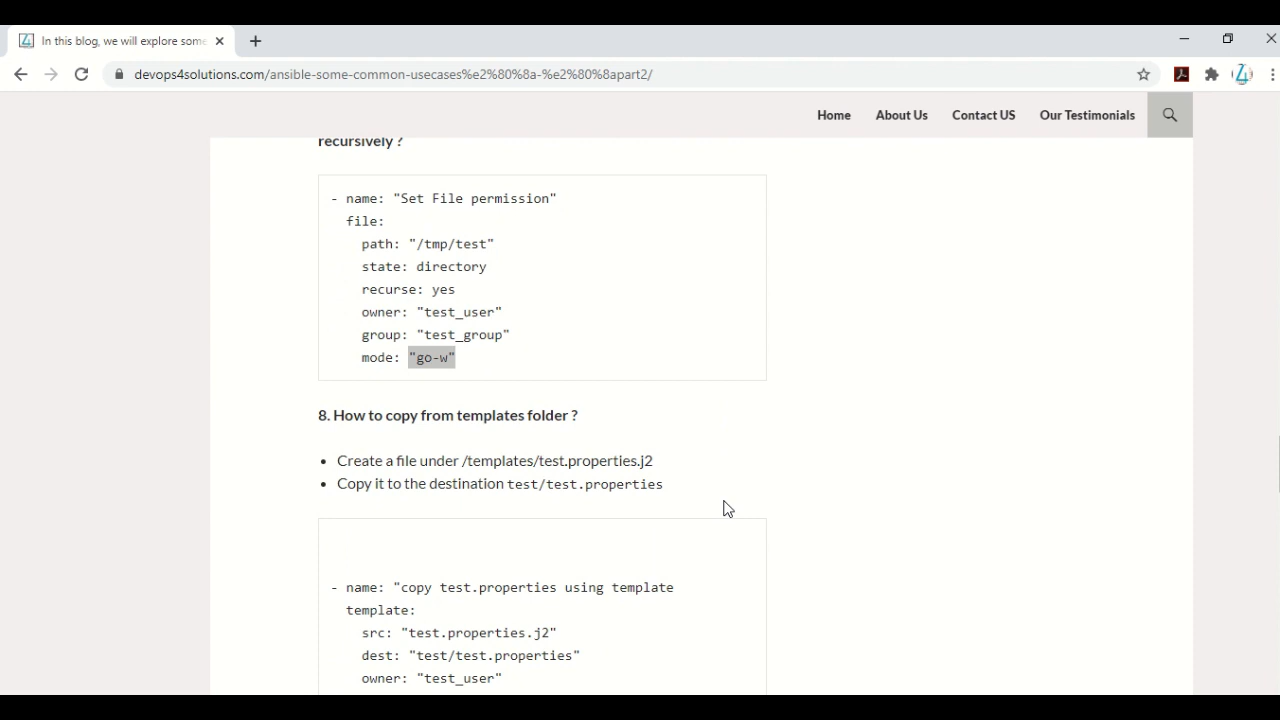 In this blog, we will explore some
devops4solutions.com/ansible-some-common-usecases%e2%80%8a-%e2%80%8apart2/
Home About Us Contact US Our Testimonials
recursively ?
- name: "Set File permission"
file:
path: "/tmp/test"
state: directory
recurse: yes
owner: "test_user"
group: "test_group"
mode: "go-w"
8. How to copy from templates folder ?
• Create a file under /templates/test.properties.j2
• Copy it to the destination test/test.properties
- name: "copy test.properties using template
template:
src: "test.properties.j2"
dest: "test/test.properties"
owner: "test_user"